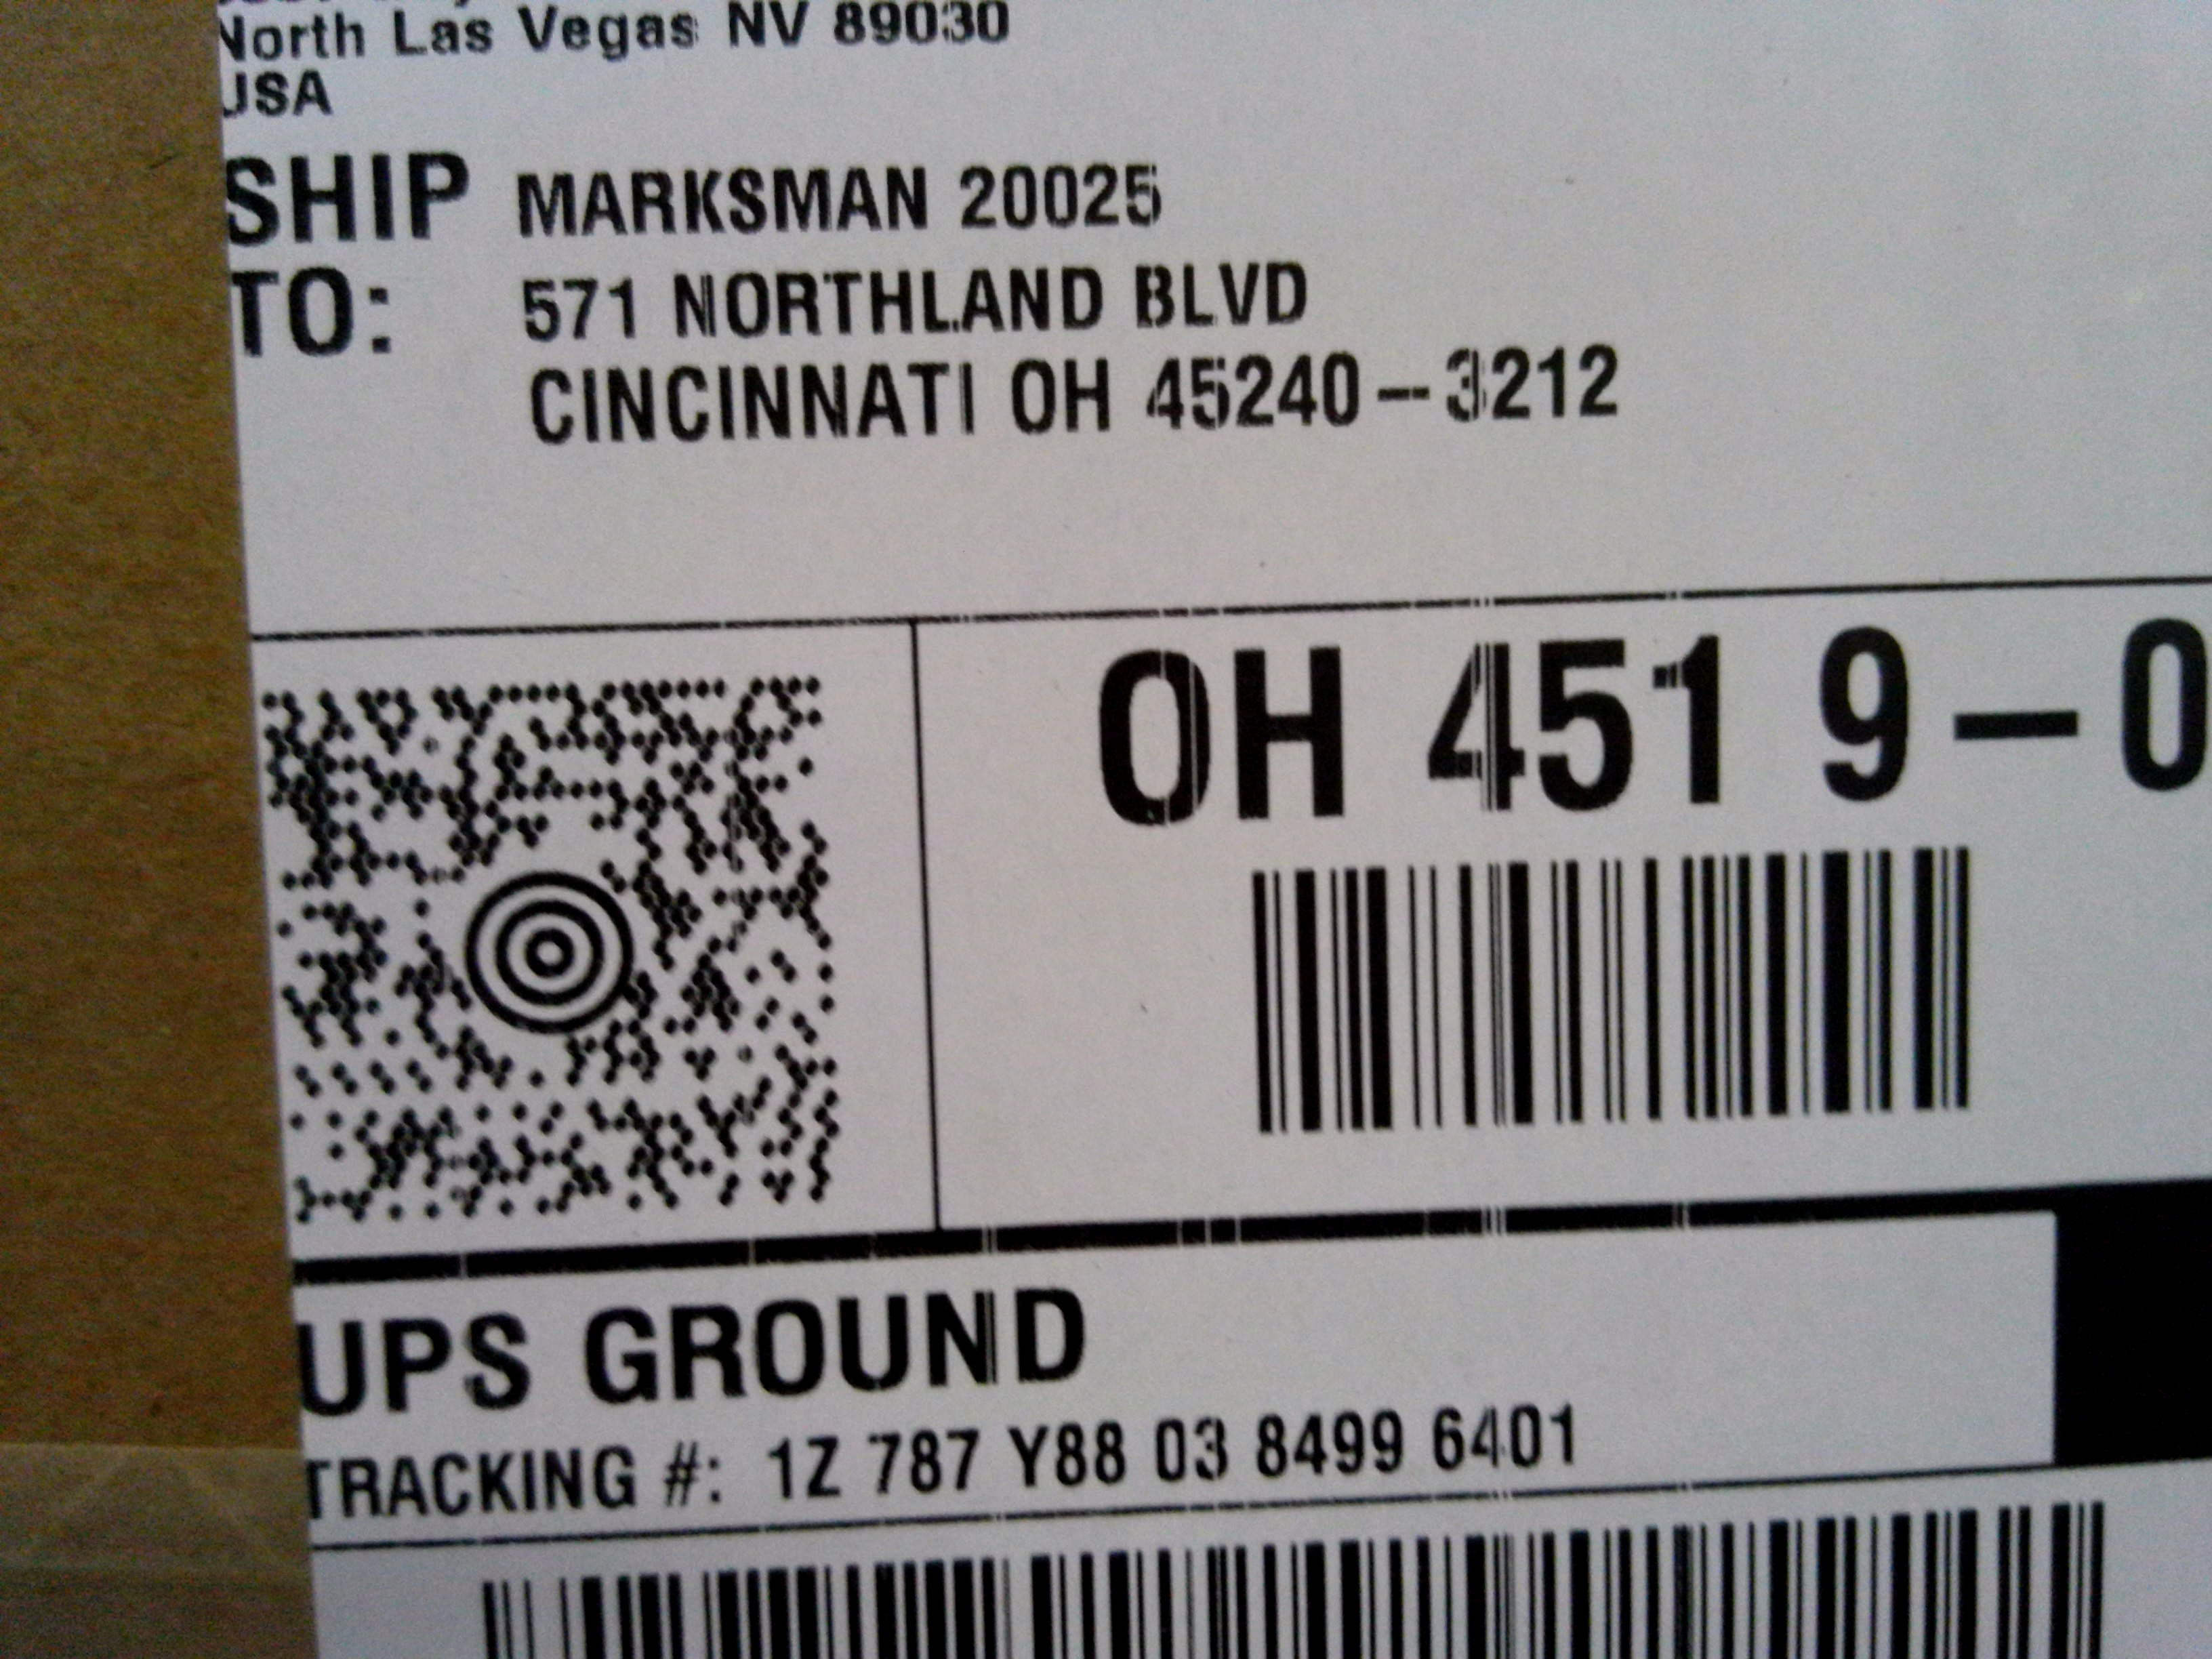 North Las Vegas NV 89030
USA
SHIP TO: MARKSMAN 20025
571 NORTHLAND BLVD
CINCINNATI OH 45240-3212
OH 451 9-0
UPS GROUND
TRACKING #: 1Z 787 Y88 03 8499 6401